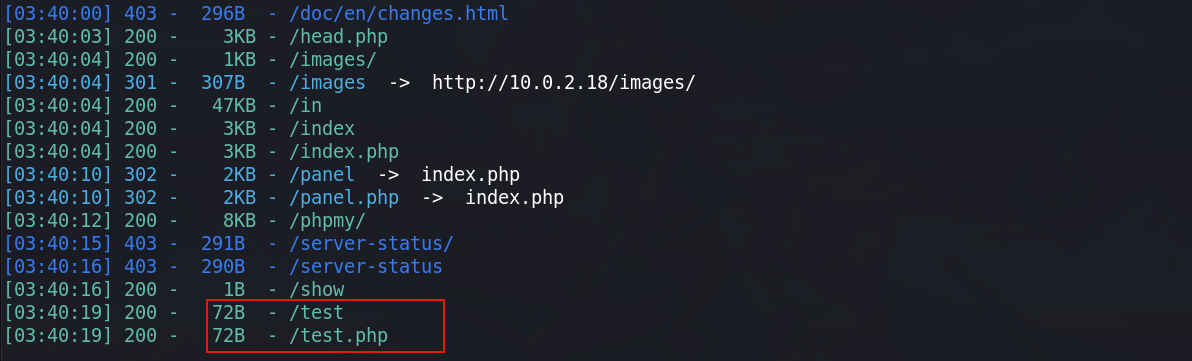 [03:40:00] 403 - 296B - /doc/en/changes.html
[03:40:03] 200 - 3KB - /head.php
[03:40:04] 200 - 1KB - /images/
[03:40:04] 301 - 307B - /images -> http://10.0.2.18/images/
[03:40:04] 200 - 47KB - /in
[03:40:04] 200 - 3KB - /index
[03:40:04] 200 - 3KB - /index.php
[03:40:10] 302 - 2KB - /panel -> index.php
[03:40:10] 302 - 2KB - /panel.php -> index.php
[03:40:12] 200 - 8KB - /phpmy/
[03:40:15] 403 - 291B - /server-status/
[03:40:16] 403 - 290B - /server-status
[03:40:16] 200 - 1B - /show
[03:40:19] 200 - 72B - /test
[03:40:19] 200 - 72B - /test.php